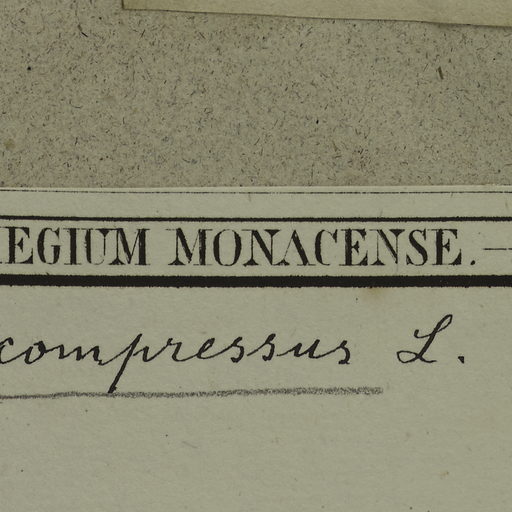 EGIUM MONACENSE. —
compressus L.